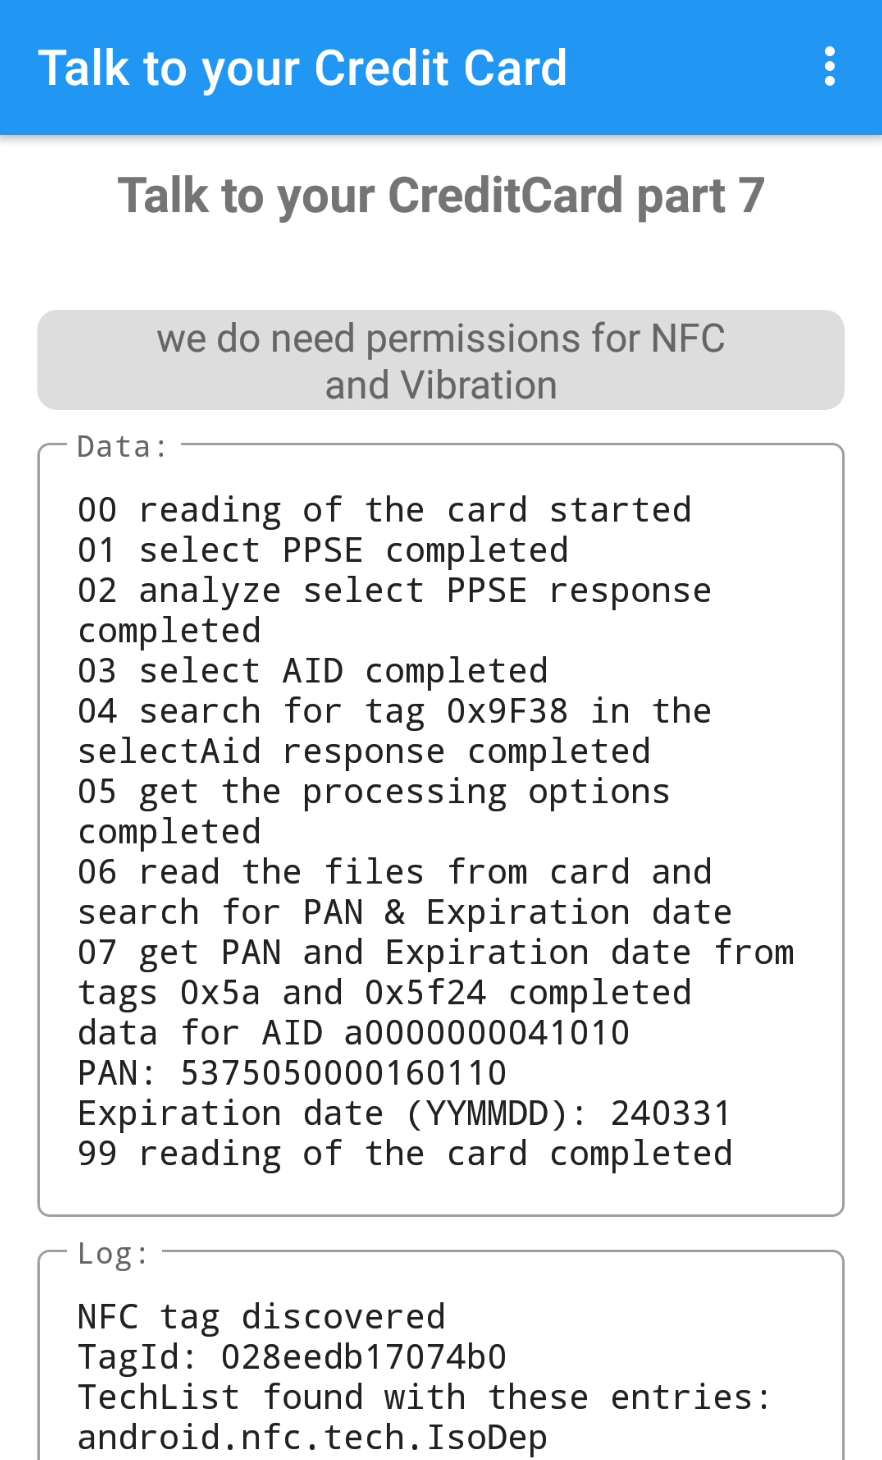 Talk to your Credit Card
Talk to your CreditCard part 7
we do need permissions for NFC
and Vibration
Data:
00 reading of the card started
01 select PPSE completed
02 analyze select PPSE response
completed
03 select AID completed
04 search for tag 0x9F38 in the
selectAid response completed
05 get the processing options
completed
06 read the files from card and
search for PAN & Expiration date
07 get PAN and Expiration date from
tags 0x5a and 0x5f24 completed
data for AID a0000000041010
PAN: 5375050000160110
Expiration date (YYMMDD): 240331
99 reading of the card completed
Log:
NFC tag discovered
TagId: 028eedb17074b0
TechList found with these entries:
android.nfc.tech.IsoDep